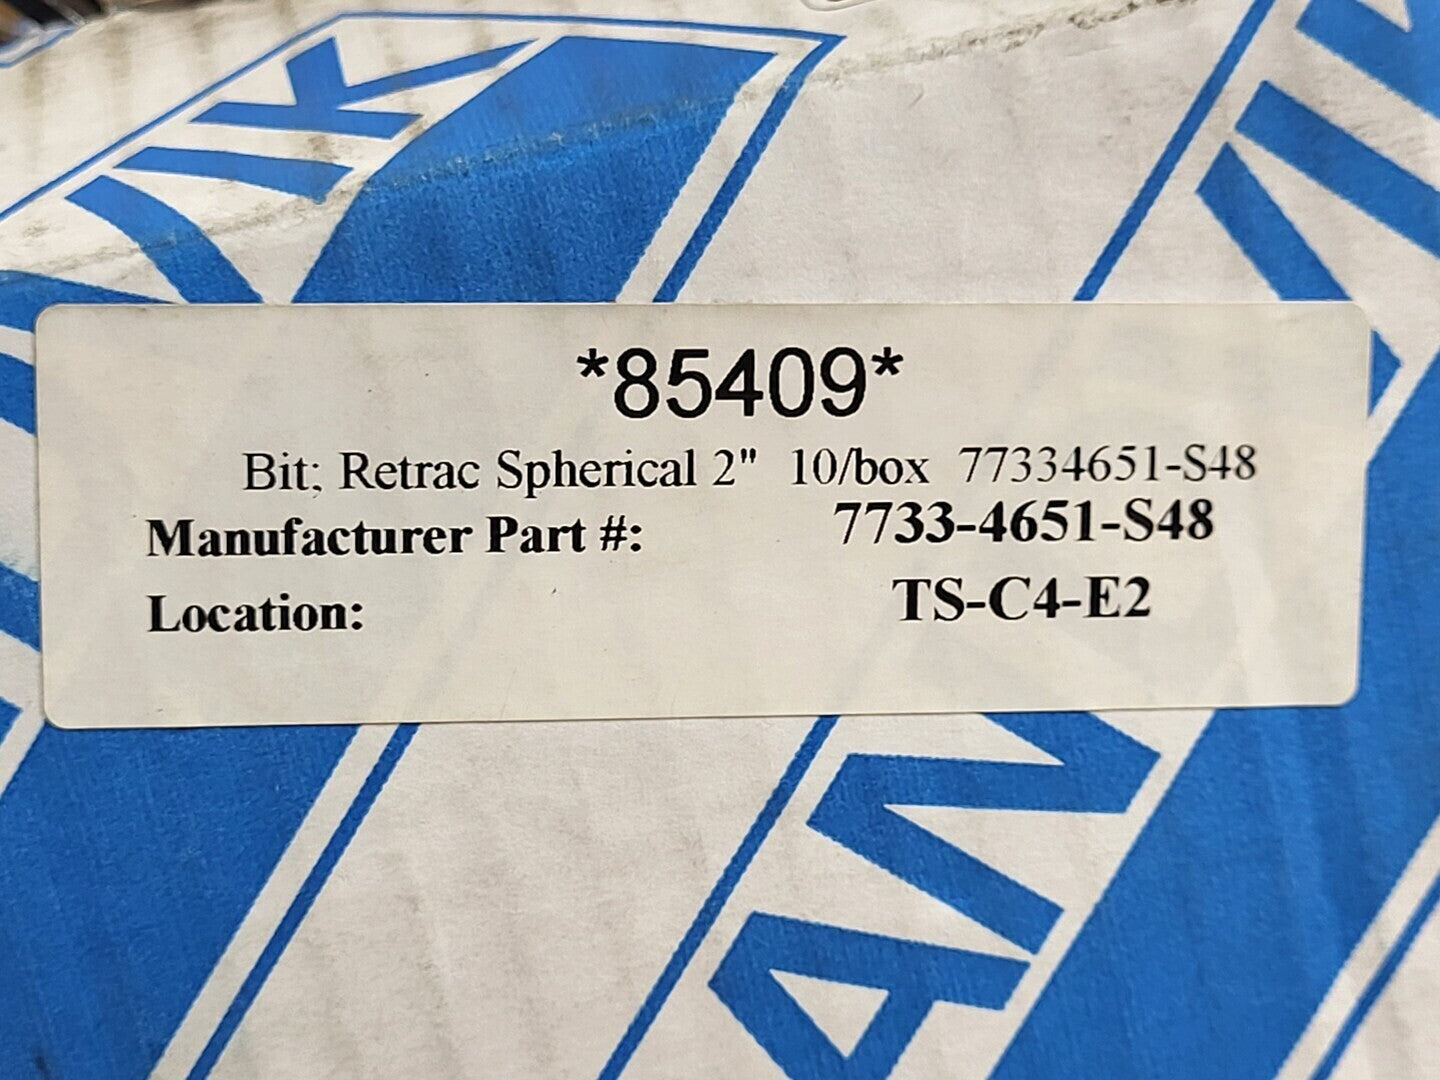 *85409*
Bit; Retrac Spherical 2" 10/box 77334651-S48
Manufacturer Part #: 7733-4651-S48
Location: TS-C4-E2